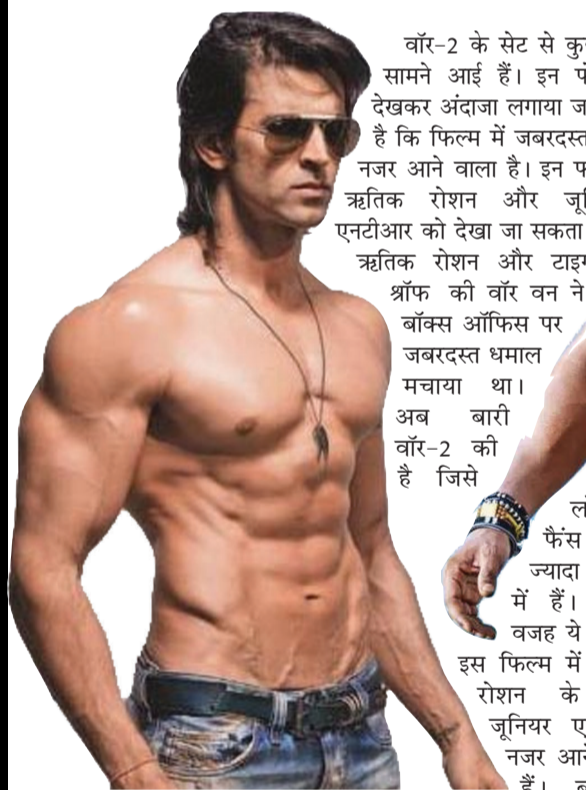 वॉर-2 के सेट से
सामने आई हैं। इन
देखकर अंदाजा लगाया
है कि फिल्म में जबरदस्त
नजर आने वाला है। इन
ऋतिक रोशन और
एनटीआर को देखा जा सकता
ऋतिक रोशन और
श्रॉफ की वॉर वन ने
बॉक्स ऑफिस पर
जबरदस्त धमाल
मचाया था।
अब बारी
वॉर-2 की
है जिसे
फैंस
ज्यादा
में हैं।
वजह ये
इस फिल्म में
रोशन के
जूनियर
नजर
हैं।